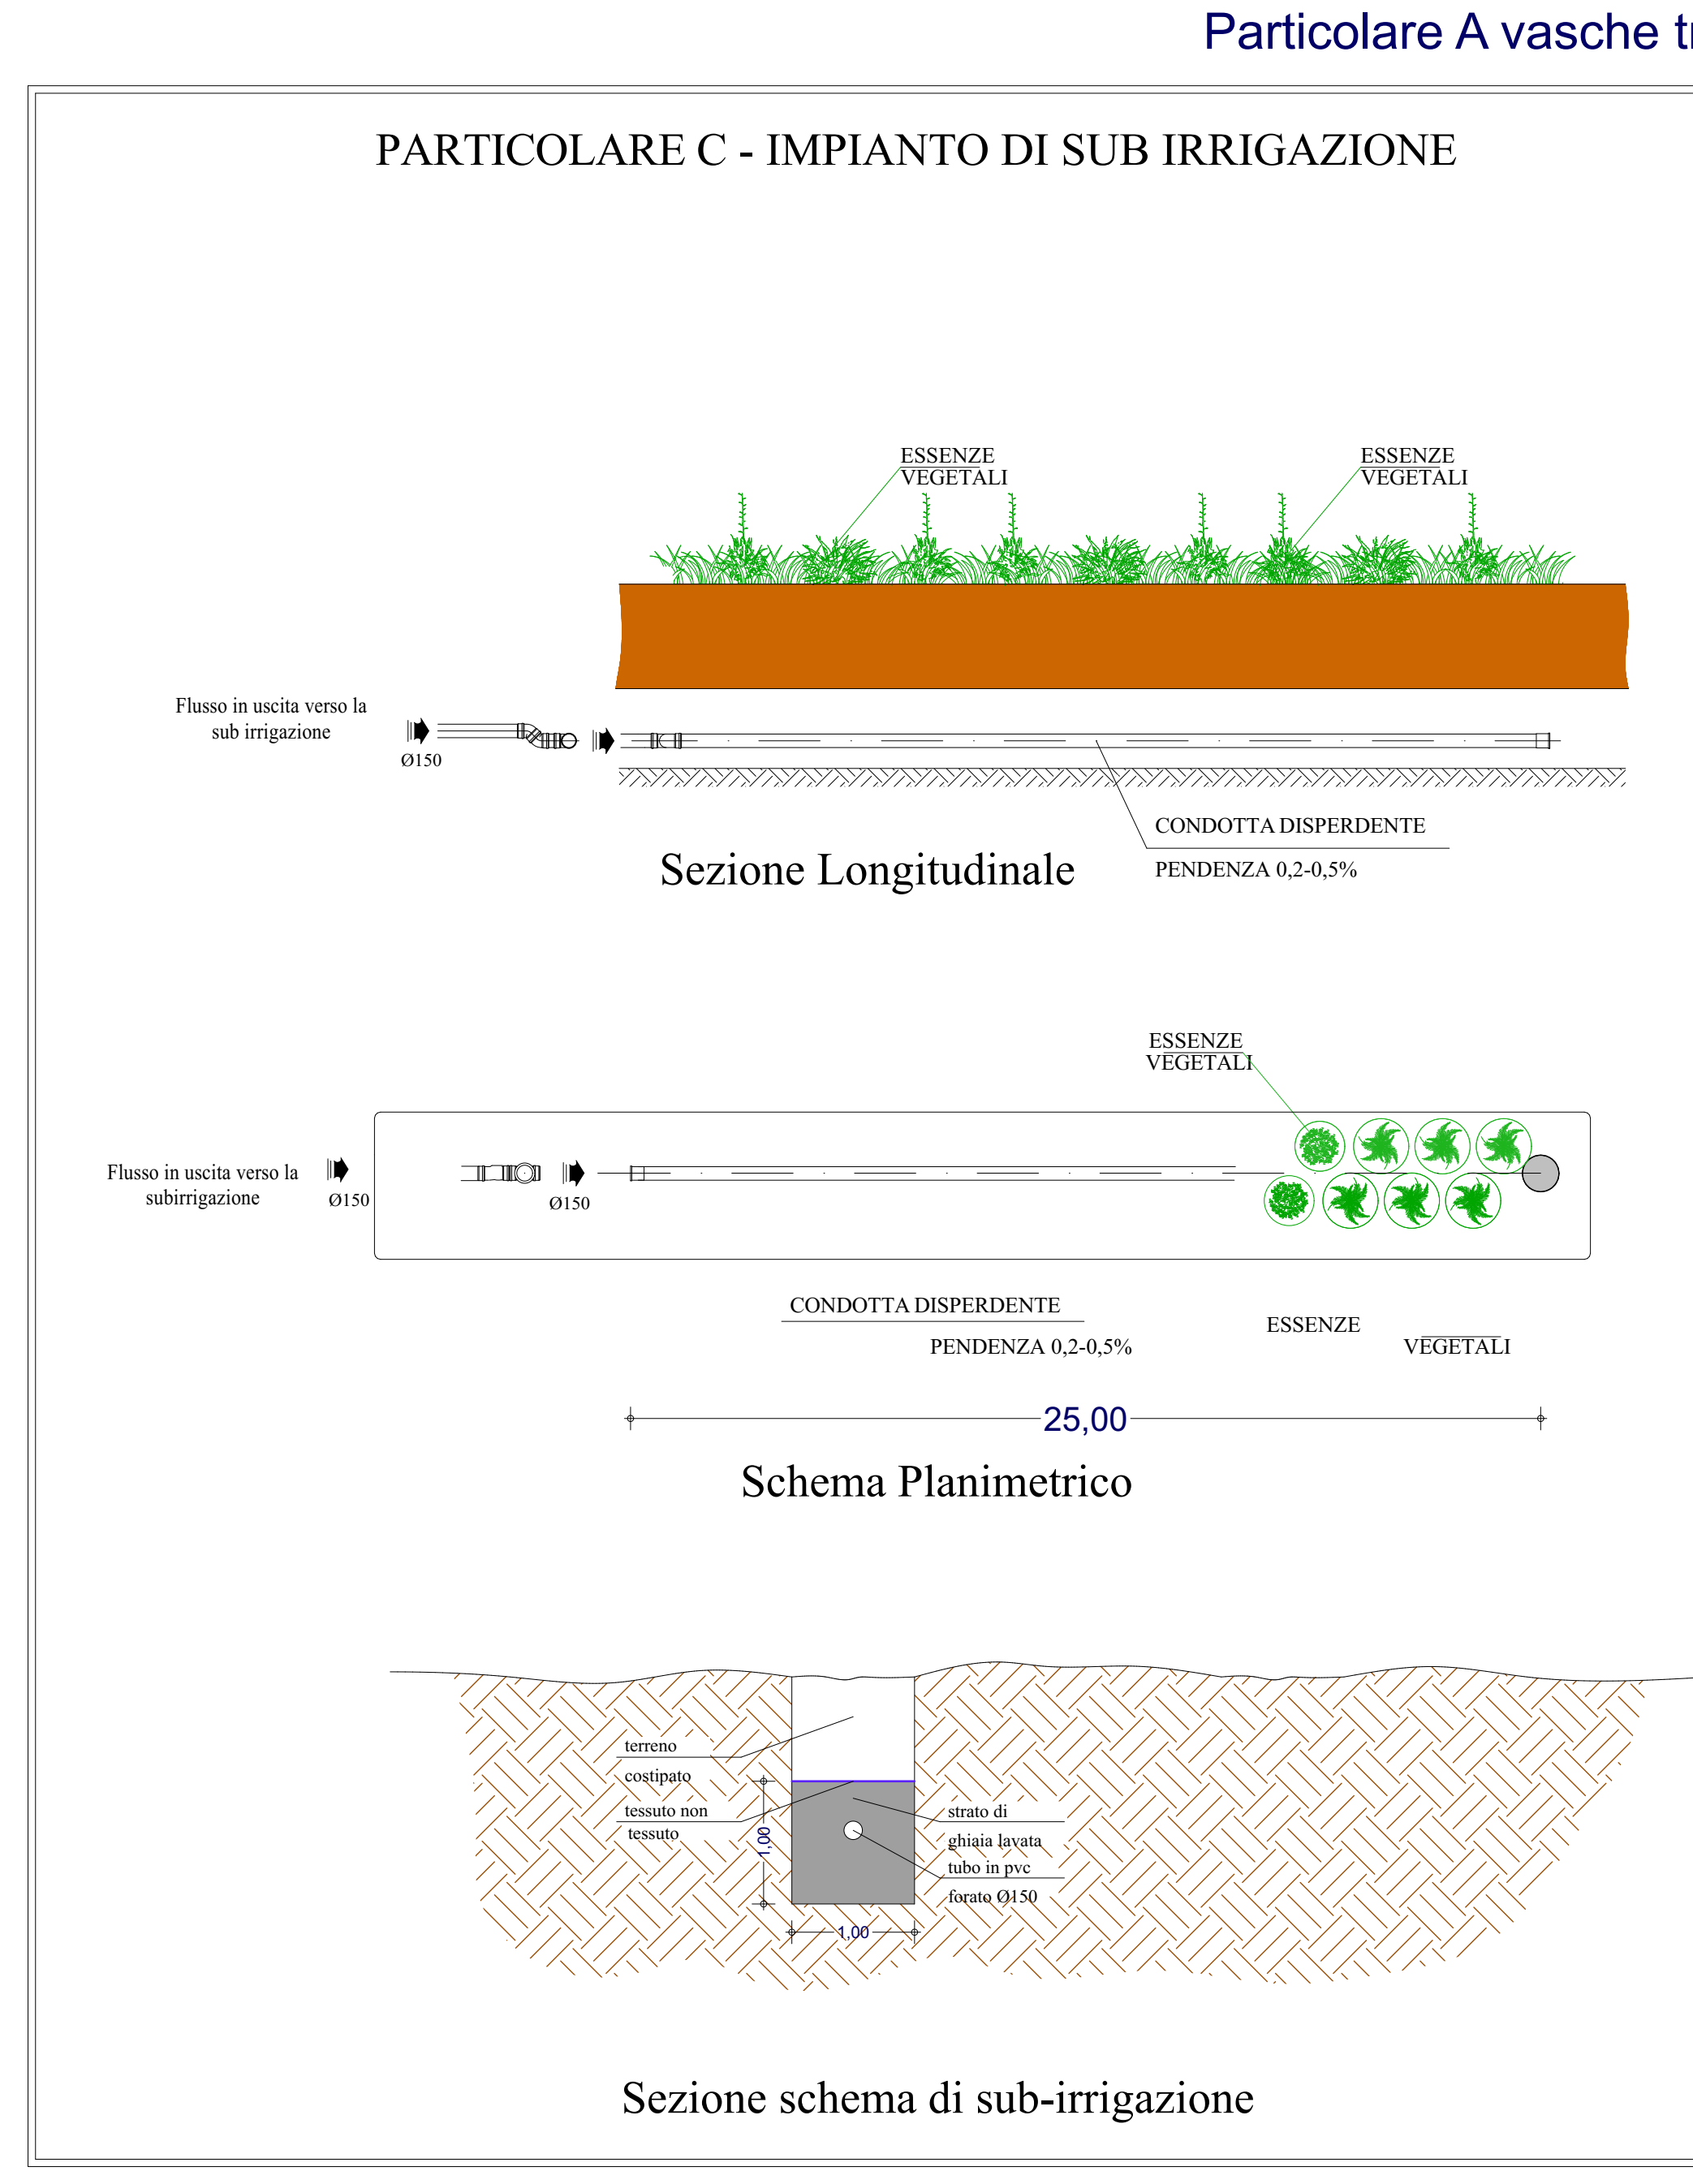 Particolare A vasche
PARTICOLARE C - IMPIANTO DI SUB IRRIGAZIONE
ESSENZE
VEGETALI
ESSENZE
VEGETALI
Flusso in uscita verso la
sub irrigazione
Ø150
CONDOTTA DISPERDENTE
PENDENZA 0,2-0,5%
Sezione Longitudinale
ESSENZE
VEGETALI
Flusso in uscita verso la
subirrigazione
Ø150
Ø150
CONDOTTA DISPERDENTE
PENDENZA 0,2-0,5%
ESSENZE
VEGETALI
25,00
Schema Planimetrico
terreno
costipato
tessuto non
tessuto
1,00
strato di
ghiaia lavata
tubo in pvc
forato Ø150
1,00
Sezione schema di sub-irrigazione